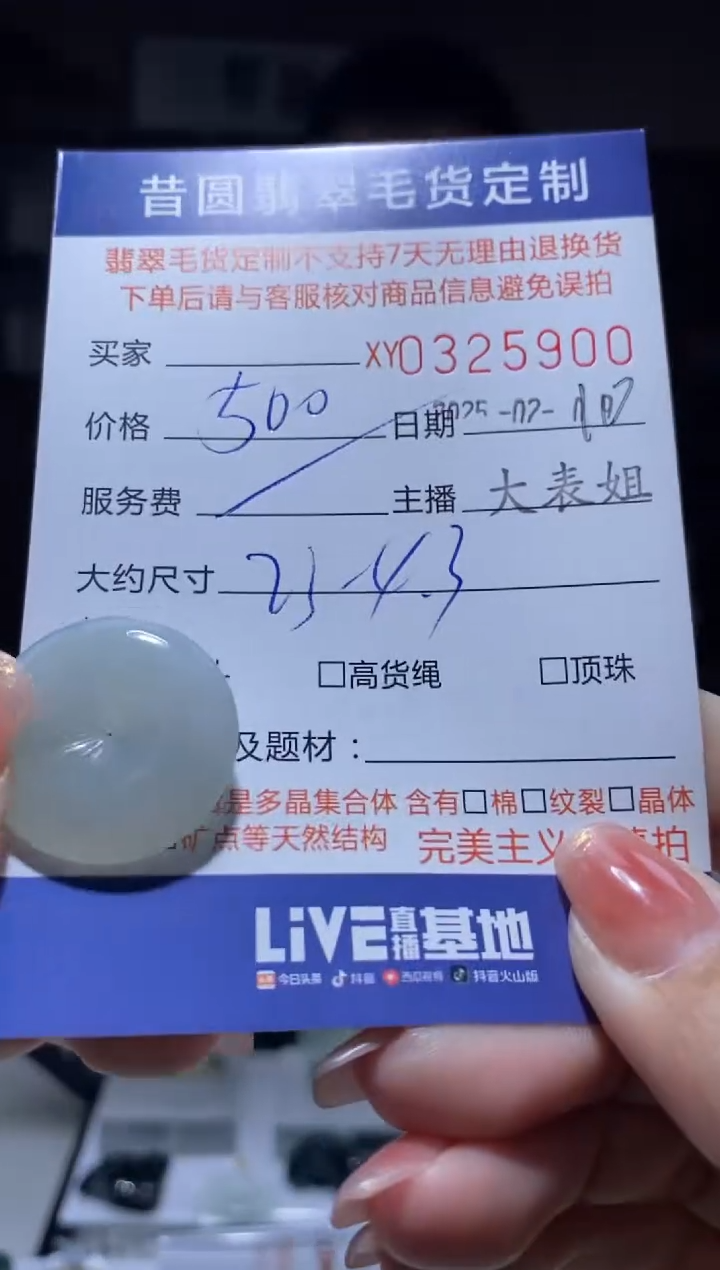 昔圆翡翠毛货定制
翡翠毛货定制不支持7天无理由退换货
下单后请与客服核对商品信息避免误拍
买家 XY0325900
价格 500 日期 2025-02-
服务费 主播 大表姐
大约尺寸 23-4.3
□高货绳 □顶珠
及题材：
是多晶集合体 含有□棉□纹裂□晶体
矿点等天然结构 完美主义 拍
LiVE直播基地
今日头条 抖音 西瓜视频 抖音火山版